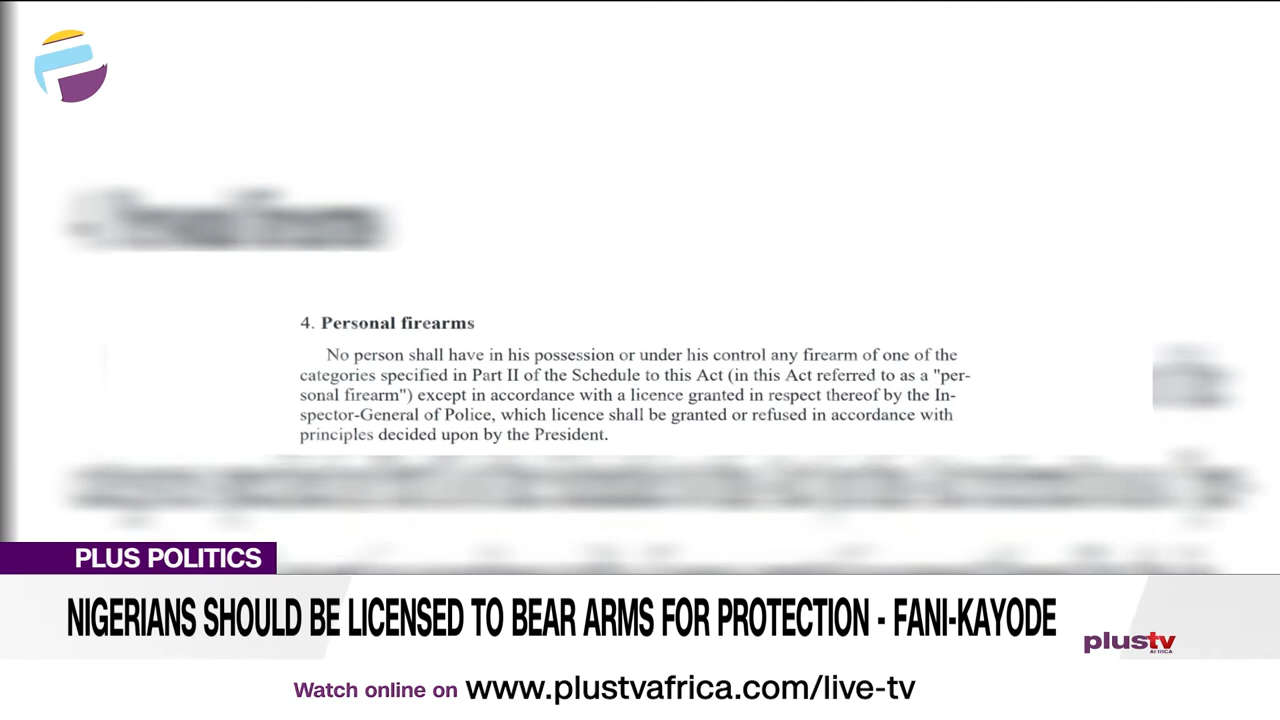 4. Personal firearms
No person shall have in his possession or under his control any firearm of one of the
categories specified in Part II of the Schedule to this Act (in this Act referred to as a "per-
sonal firearm") except in accordance with a licence granted in respect thereof by the In-
spector-General of Police, which licence shall be granted or refused in accordance with
principles decided upon by the President.
PLUS POLITICS
NIGERIANS SHOULD BE LICENSED TO BEAR ARMS FOR PROTECTION - FANI-KAYODE
plustv
AFRICA
Watch online on www.plustvafrica.com/live-tv